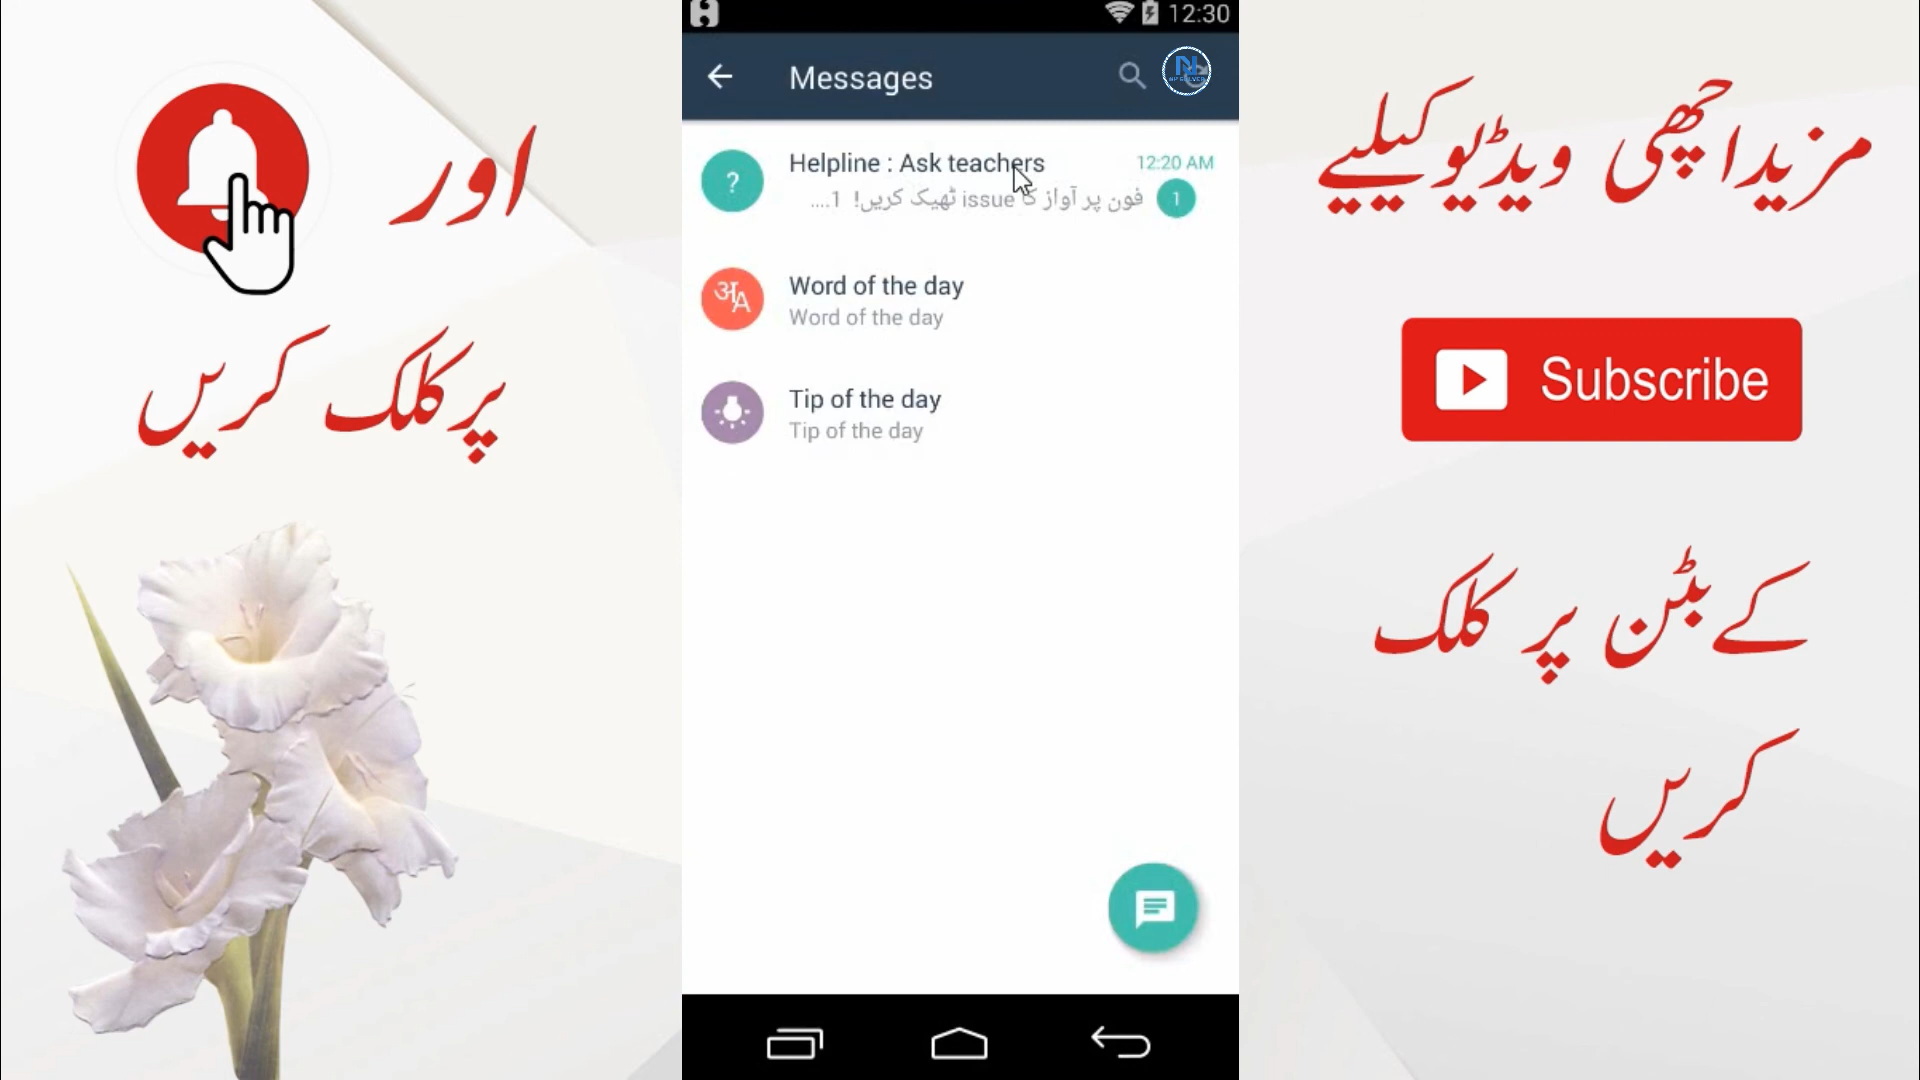 12:30
Messages
Helpline : Ask teachers
12:20 AM
فون پر آواز کا issue ٹھیک کریں! 1....
1
Word of the day
Word of the day
Tip of the day
Tip of the day
مزید اچھی ویڈیو کیلیے
Subscribe
کے بٹن پر کلک
کریں
اور
پر کلک کریں